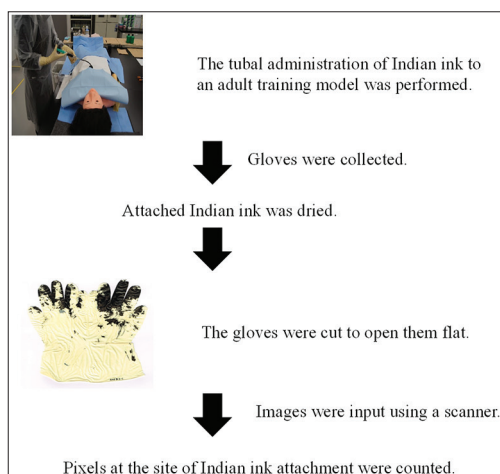 The tubal administration of Indian ink to
an adult training model was performed.
Gloves were collected.
Attached Indian ink was dried.
The gloves were cut to open them flat.
Images were input using a scanner.
Pixels at the site of Indian ink attachment were counted.